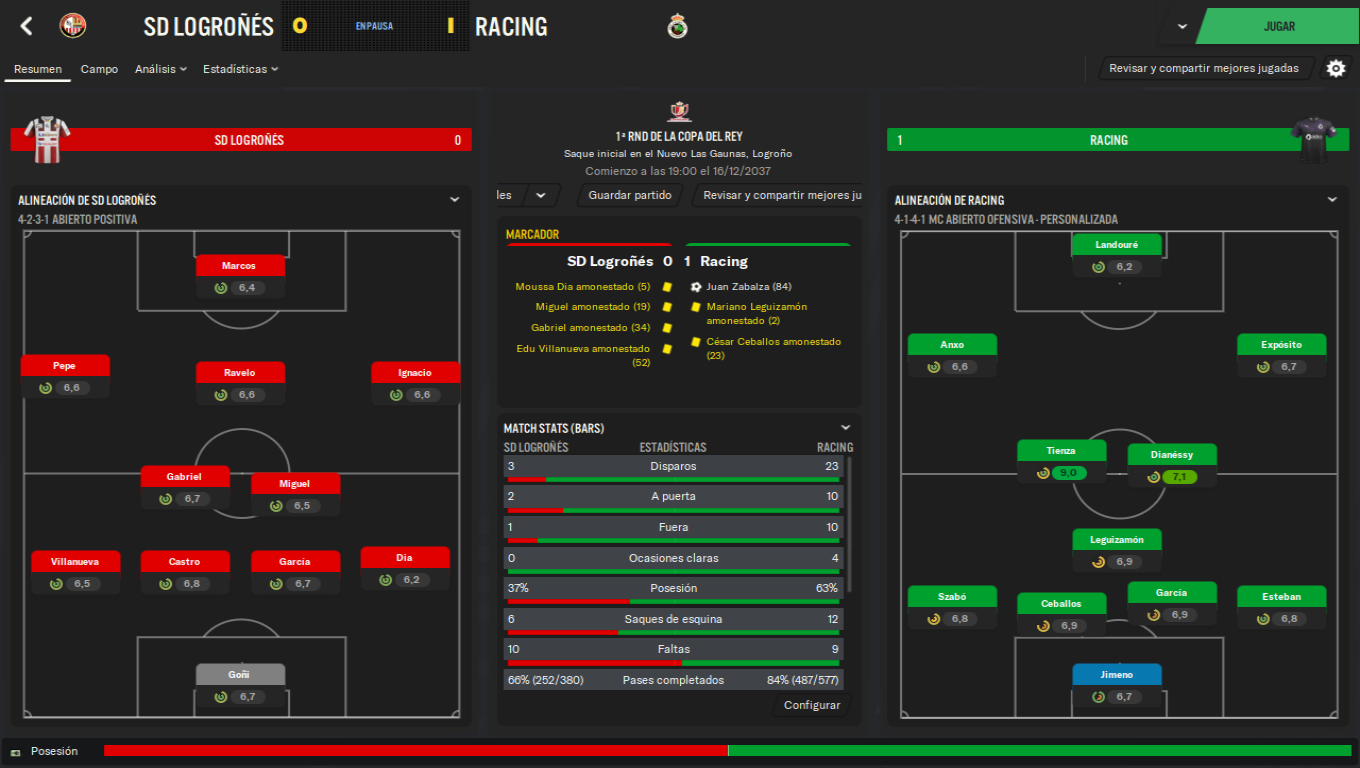 SD LOGROÑÉS 0 EN PAUSA 1 RACING
JUGAR
Resumen Campo Análisis Estadísticas
Revisar y compartir mejores jugadas
SD LOGROÑÉS 0
ALINEACIÓN DE SD LOGROÑÉS
4-2-3-1 ABIERTO POSITIVA
Marcos
6,4
Pepe
6,6
Ravelo
6,6
Ignacio
6,6
Gabriel
6,7
Miguel
6,5
Villanueva
6,5
Castro
6,8
García
6,7
Dia
6,2
Goñi
6,7
1ª RND DE LA COPA DEL REY
Saque inicial en el Nuevo Las Gaunas, Logroño
Comienzo a las 19:00 el 16/12/2037
les Guardar partido Revisar y compartir mejores ju
MARCADOR
SD Logroñés 0 1 Racing
Moussa Dia amonestado (5)
Miguel amonestado (19)
Gabriel amonestado (34)
Edu Villanueva amonestado
(52)
Juan Zabalza (84)
Mariano Leguizamón
amonestado (2)
César Ceballos amonestado
(23)
MATCH STATS (BARS)
SD LOGROÑÉS ESTADÍSTICAS RACING
3 Disparos 23
2 A puerta 10
1 Fuera 10
0 Ocasiones claras 4
37% Posesión 63%
6 Saques de esquina 12
10 Faltas 9
66% (252/380) Pases completados 84% (487/577)
Configurar
1 RACING
ALINEACIÓN DE RACING
4-1-4-1 MC ABIERTO OFENSIVA - PERSONALIZADA
Landouré
6,2
Anxo
6,6
Expósito
6,7
Tienza
9,0
Dianéssy
7,1
Leguizamón
6,9
Szabó
6,8
Ceballos
6,9
García
6,9
Esteban
6,8
Jimeno
6,7
Posesión